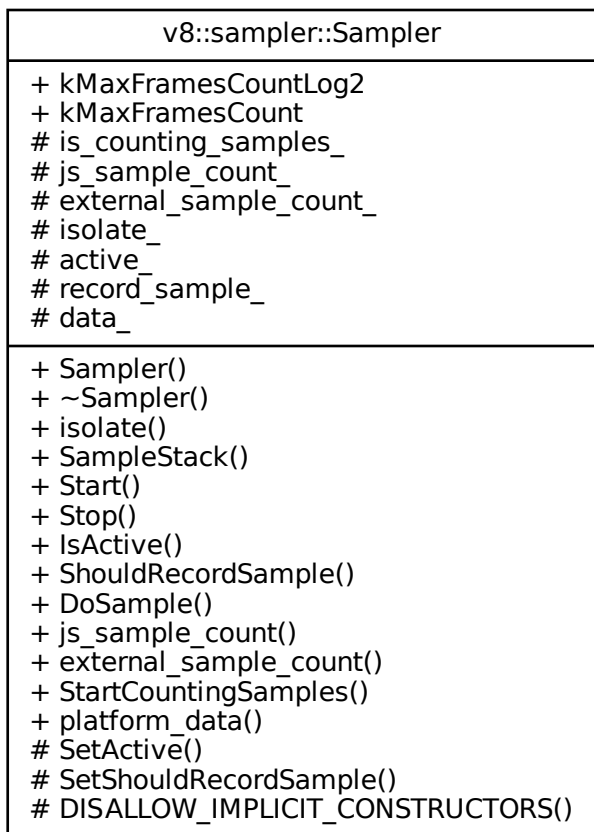 v8::sampler::Sampler
+ kMaxFramesCountLog2
+ kMaxFramesCount
# is_counting_samples_
# js_sample_count_
# external_sample_count_
# isolate_
# active_
# record_sample_
# data_
+ Sampler()
+ ~Sampler()
+ isolate()
+ SampleStack()
+ Start()
+ Stop()
+ IsActive()
+ ShouldRecordSample()
+ DoSample()
+ js_sample_count()
+ external_sample_count()
+ StartCountingSamples()
+ platform_data()
# SetActive()
# SetShouldRecordSample()
# DISALLOW_IMPLICIT_CONSTRUCTORS()